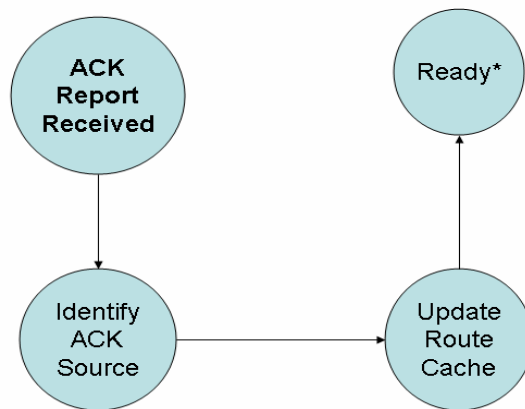 ACK
Report
Received
Ready*
Identify
ACK
Source
Update
Route
Cache